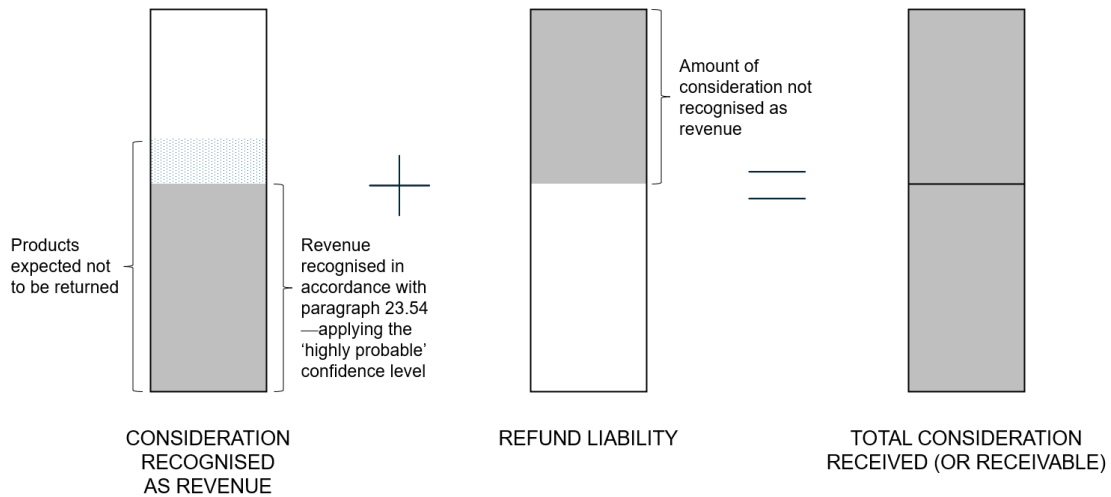 Products
expected not
to be returned
Revenue
recognised in
accordance with
paragraph 23.54
—applying the
‘highly probable’
confidence level
Amount of
consideration not
recognised as
revenue
CONSIDERATION
RECOGNISED
AS REVENUE
REFUND LIABILITY
TOTAL CONSIDERATION
RECEIVED (OR RECEIVABLE)